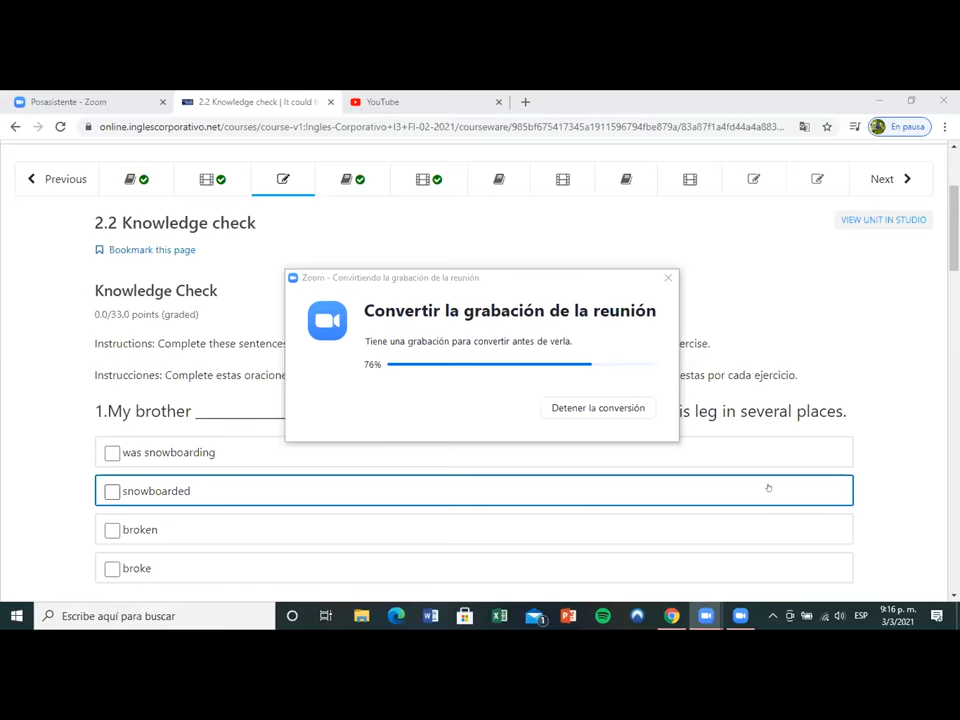 Posasistente - Zoom
2.2 Knowledge check | It could h
YouTube
online.inglescorporativo.net/courses/course-v1:Ingles-Corporativo+I3+FI-02-2021/courseware/985bf675417345a1911596794fbe879a/83a87f1a4fd44a4a883...
En pausa
Previous
Next
2.2 Knowledge check
VIEW UNIT IN STUDIO
Bookmark this page
Knowledge Check
0.0/33.0 points (graded)
Zoom - Convirtiendo la grabación de la reunión
Convertir la grabación de la reunión
Tiene una grabación para convertir antes de verla.
76%
Detener la conversión
Instructions: Complete these sentences
ercise.
Instrucciones: Complete estas oracione
estas por cada ejercicio.
1.My brother ______________
is leg in several places.
was snowboarding
snowboarded
broken
broke
Escribe aquí para buscar
1
ESP
9:16 p. m.
3/3/2021